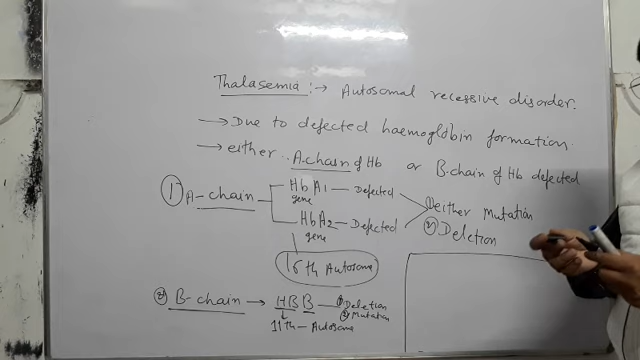 Thalasemia :→ Autosomal recessive disorder.
→ Due to defected haemoglobin formation.
→ either .. A-chain of Hb or B-chain of Hb defected
① A-chain
HbA1 — Defected
gene
HbA2 — Defected
gene
① either Mutation
② Deletion
16th Autosome
② B-chain → HBB — ① Deletion
② Mutation
11th — Autosome